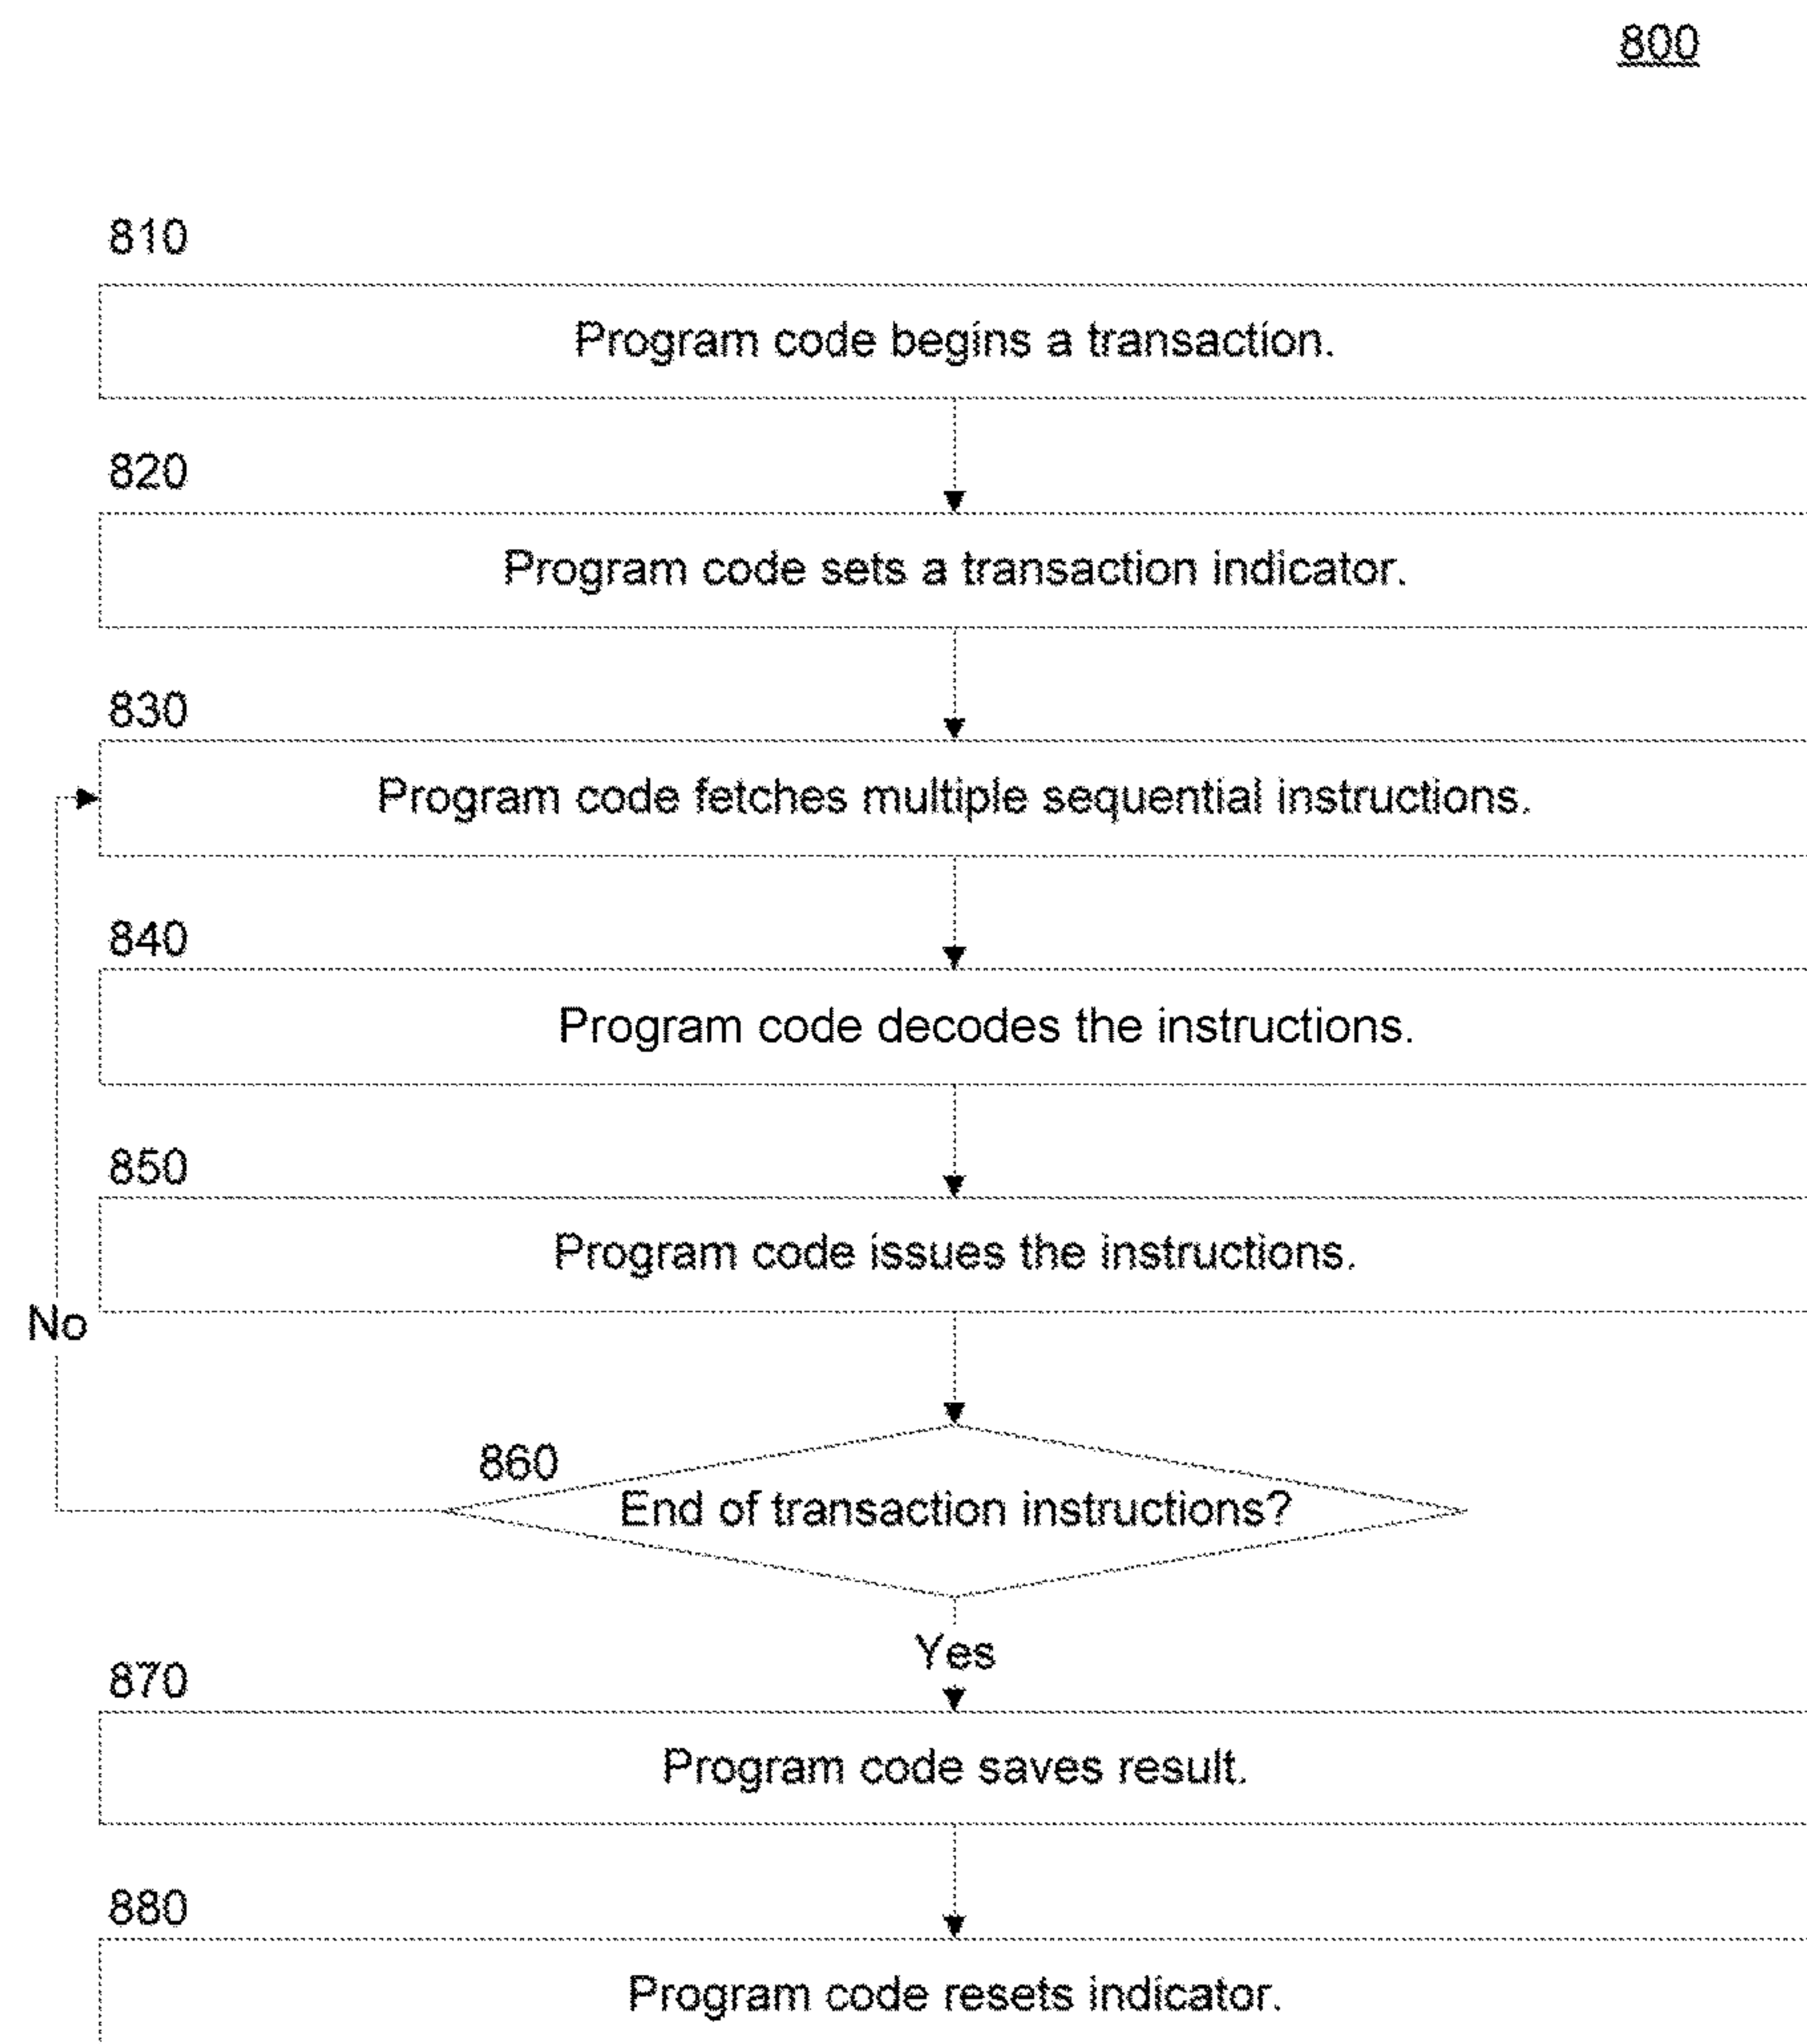 800
810
Program code begins a transaction.
820
Program code sets a transaction indicator.
830
Program code fetches multiple sequential instructions.
840
Program code decodes the instructions.
850
Program code issues the instructions.
No
860
End of transaction instructions?
Yes
870
Program code saves result.
880
Program code resets indicator.